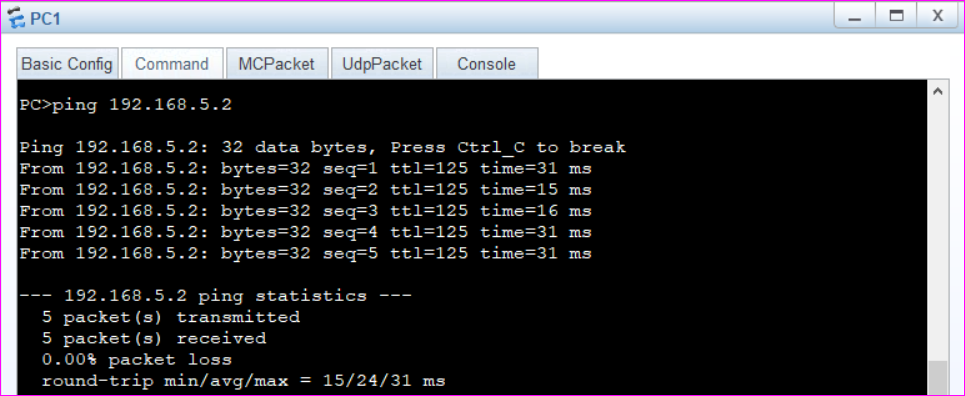 PC1
Basic Config Command MCPacket UdpPacket Console
PC>ping 192.168.5.2
Ping 192.168.5.2: 32 data bytes, Press Ctrl_C to break
From 192.168.5.2: bytes=32 seq=1 ttl=125 time=31 ms
From 192.168.5.2: bytes=32 seq=2 ttl=125 time=15 ms
From 192.168.5.2: bytes=32 seq=3 ttl=125 time=16 ms
From 192.168.5.2: bytes=32 seq=4 ttl=125 time=31 ms
From 192.168.5.2: bytes=32 seq=5 ttl=125 time=31 ms
--- 192.168.5.2 ping statistics ---
5 packet(s) transmitted
5 packet(s) received
0.00% packet loss
round-trip min/avg/max = 15/24/31 ms